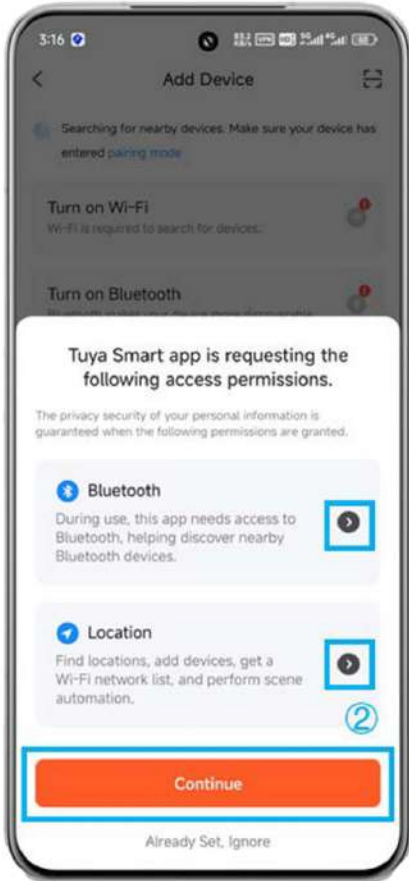 3:16
Add Device
Searching for nearby devices. Make sure your device has
entered pairing mode
Turn on Wi-Fi
Wi-Fi is required to search for devices.
Turn on Bluetooth
Tuya Smart app is requesting the
following access permissions.
The privacy security of your personal information is
guaranteed when the following permissions are granted.
Bluetooth
During use, this app needs access to
Bluetooth, helping discover nearby
Bluetooth devices.
Location
Find locations, add devices, get a
Wi-Fi network list, and perform scene
automation.
②
Continue
Already Set, Ignore